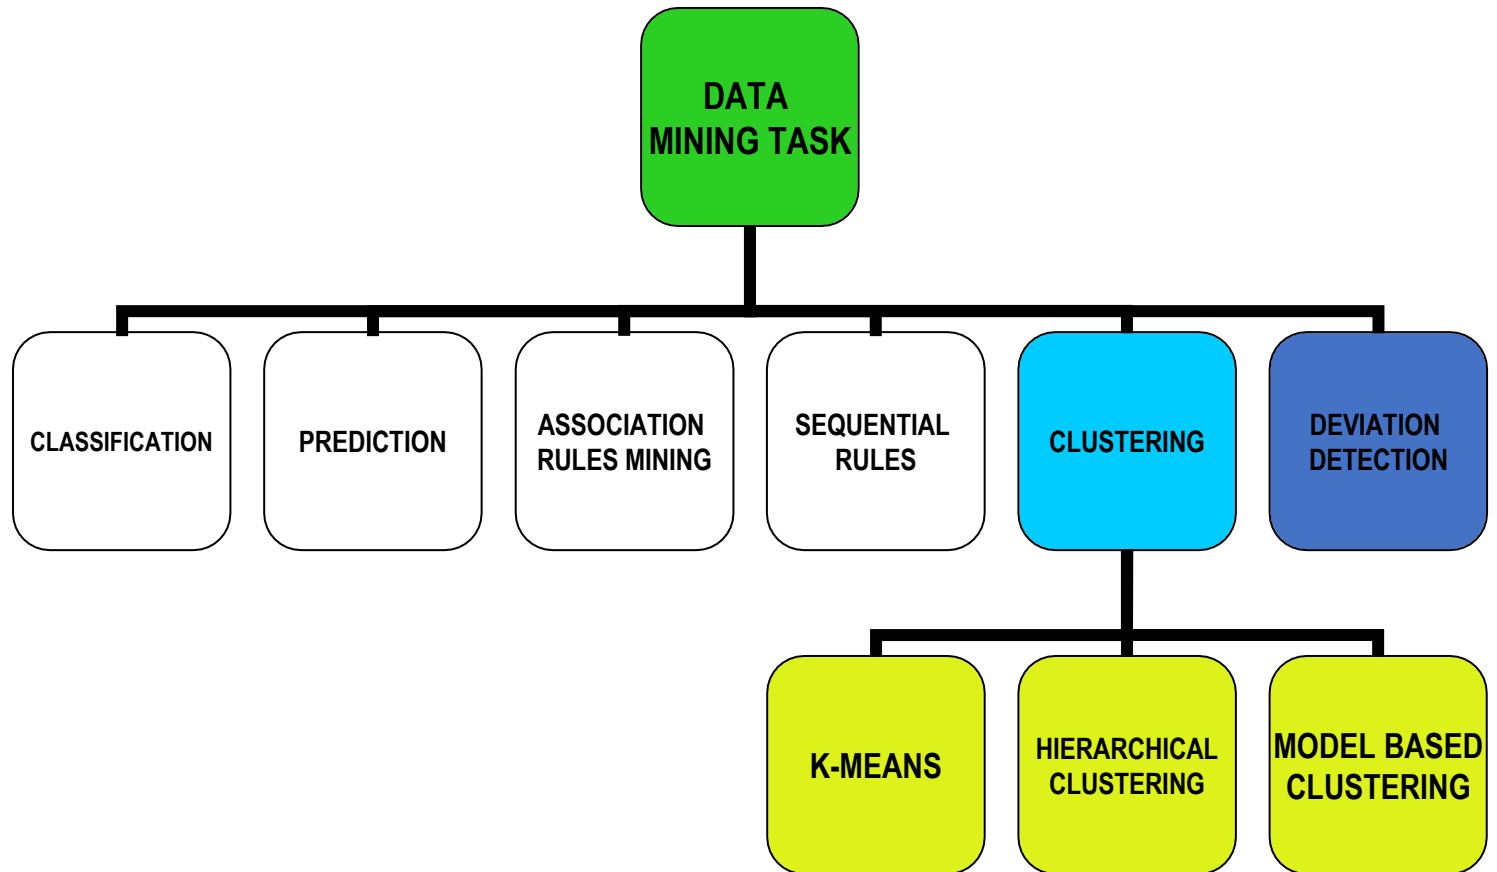 DATA
MINING TASK
CLASSIFICATION
PREDICTION
ASSOCIATION
RULES MINING
SEQUENTIAL
RULES
CLUSTERING
DEVIATION
DETECTION
K-MEANS
HIERARCHICAL
CLUSTERING
MODEL BASED
CLUSTERING